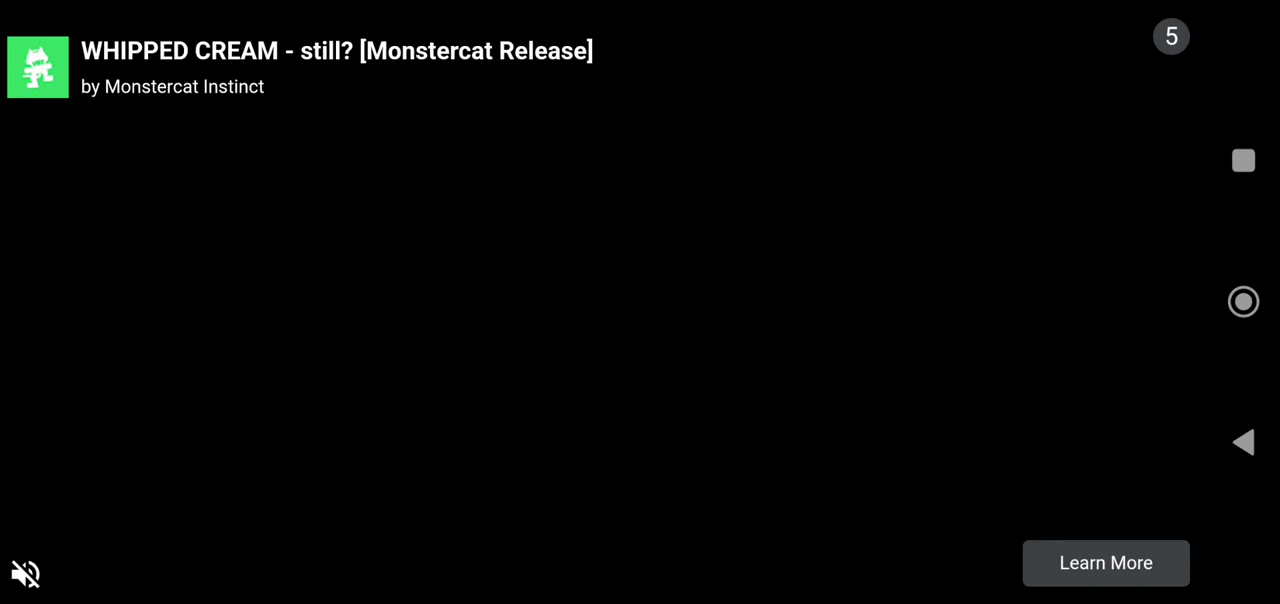 WHIPPED CREAM - still? [Monstercat Release]
by Monstercat Instinct
5
Learn More